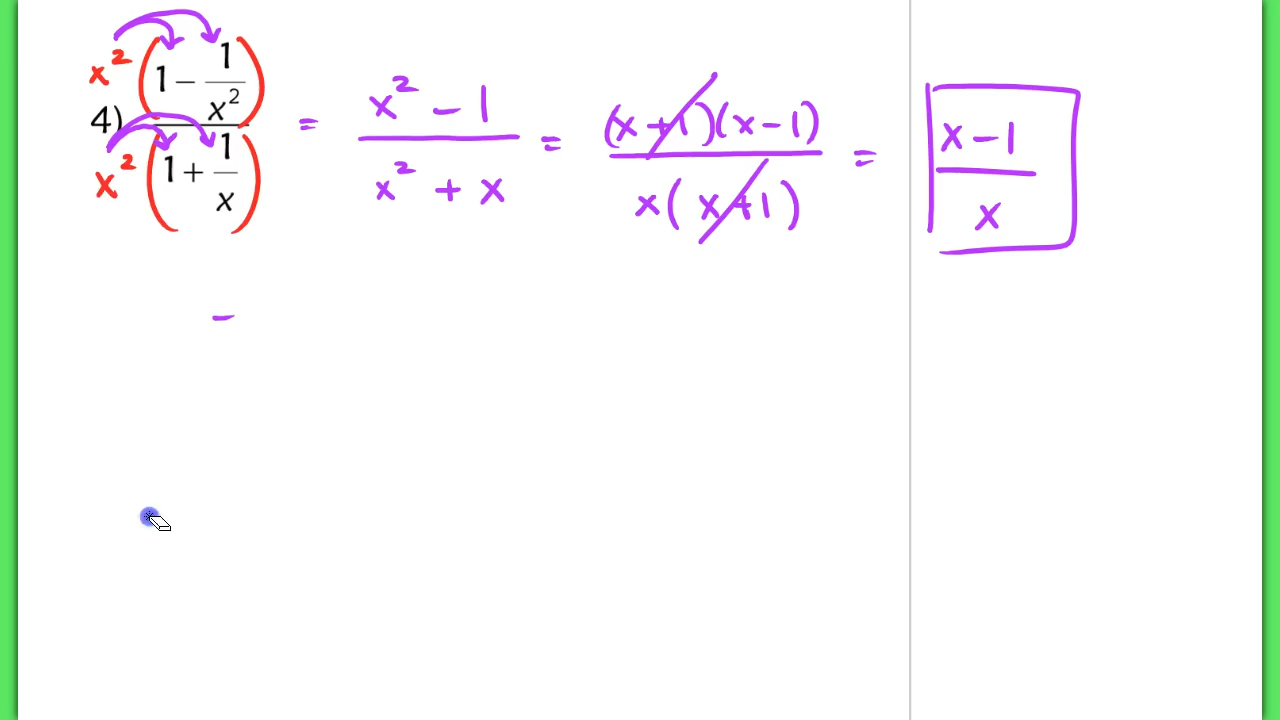 4) x² (1 − 1/x²) / x² (1 + 1/x) = (x² − 1)/(x² + x) = (x + 1)(x − 1)/x(x + 1) = (x − 1)/x
−